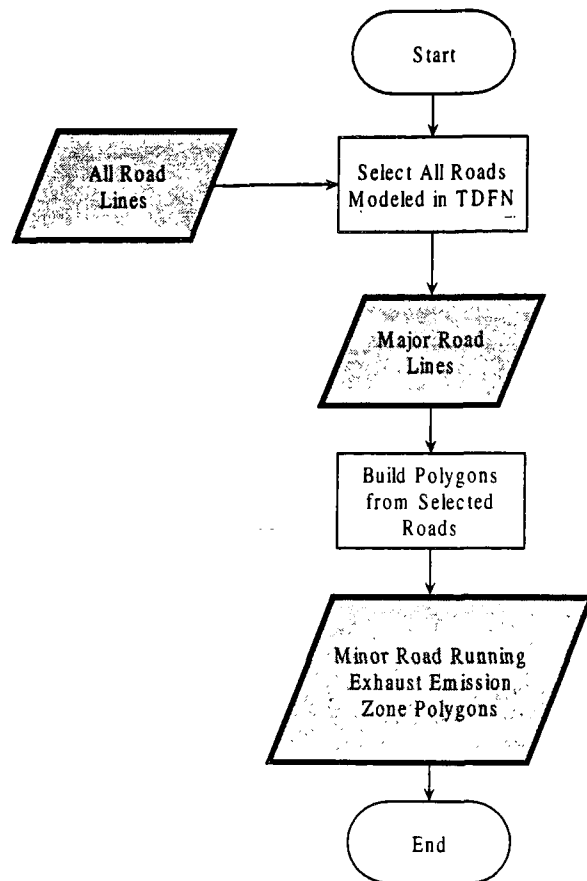 Start
All Road
Lines
Select All Roads
Modeled in TDFN
Major Road
Lines
Build Polygons
from Selected
Roads
Minor Road Running
Exhaust Emission
Zone Polygons
End